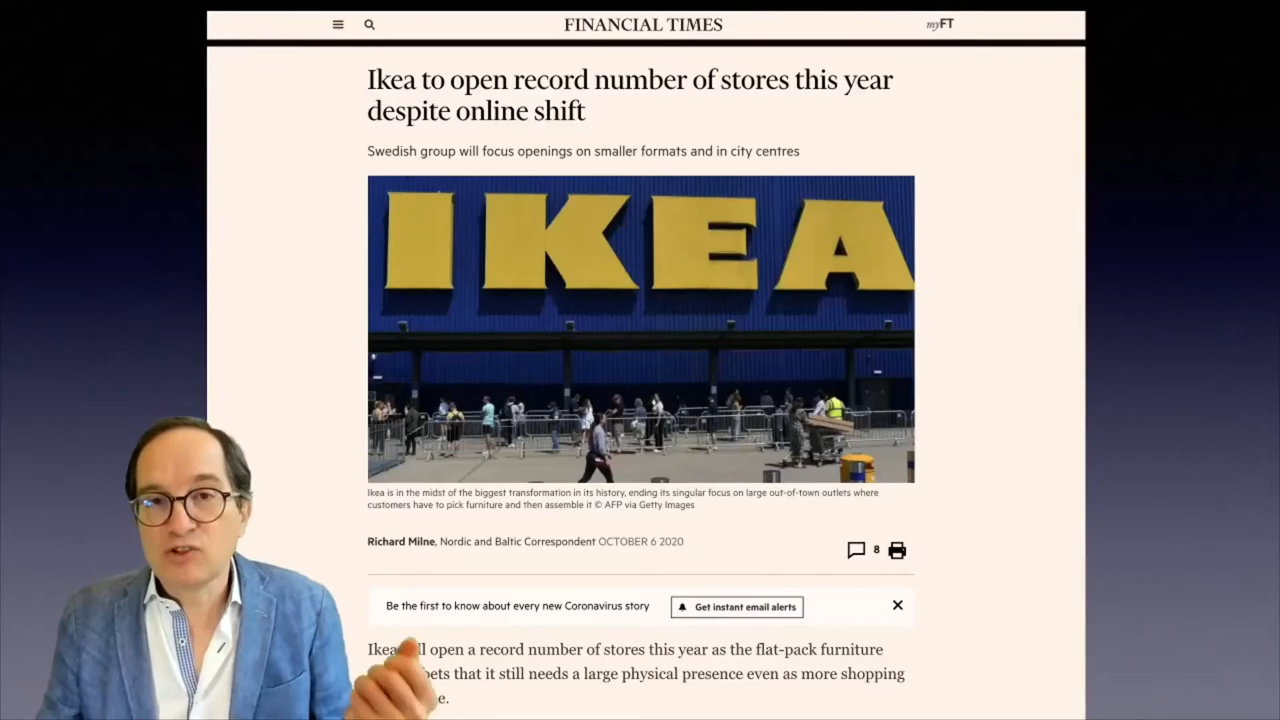 FINANCIAL TIMES
myFT
Ikea to open record number of stores this year
despite online shift
Swedish group will focus openings on smaller formats and in city centres
IKEA
Ikea is in the midst of the biggest transformation in its history, ending its singular focus on large out-of-town outlets where
customers have to pick furniture and then assemble it © AFP via Getty Images
Richard Milne, Nordic and Baltic Correspondent OCTOBER 6 2020
8
Be the first to know about every new Coronavirus story
Get instant email alerts
Ikea open a record number of stores this year as the flat-pack furniture
bets that it still needs a large physical presence even as more shopping